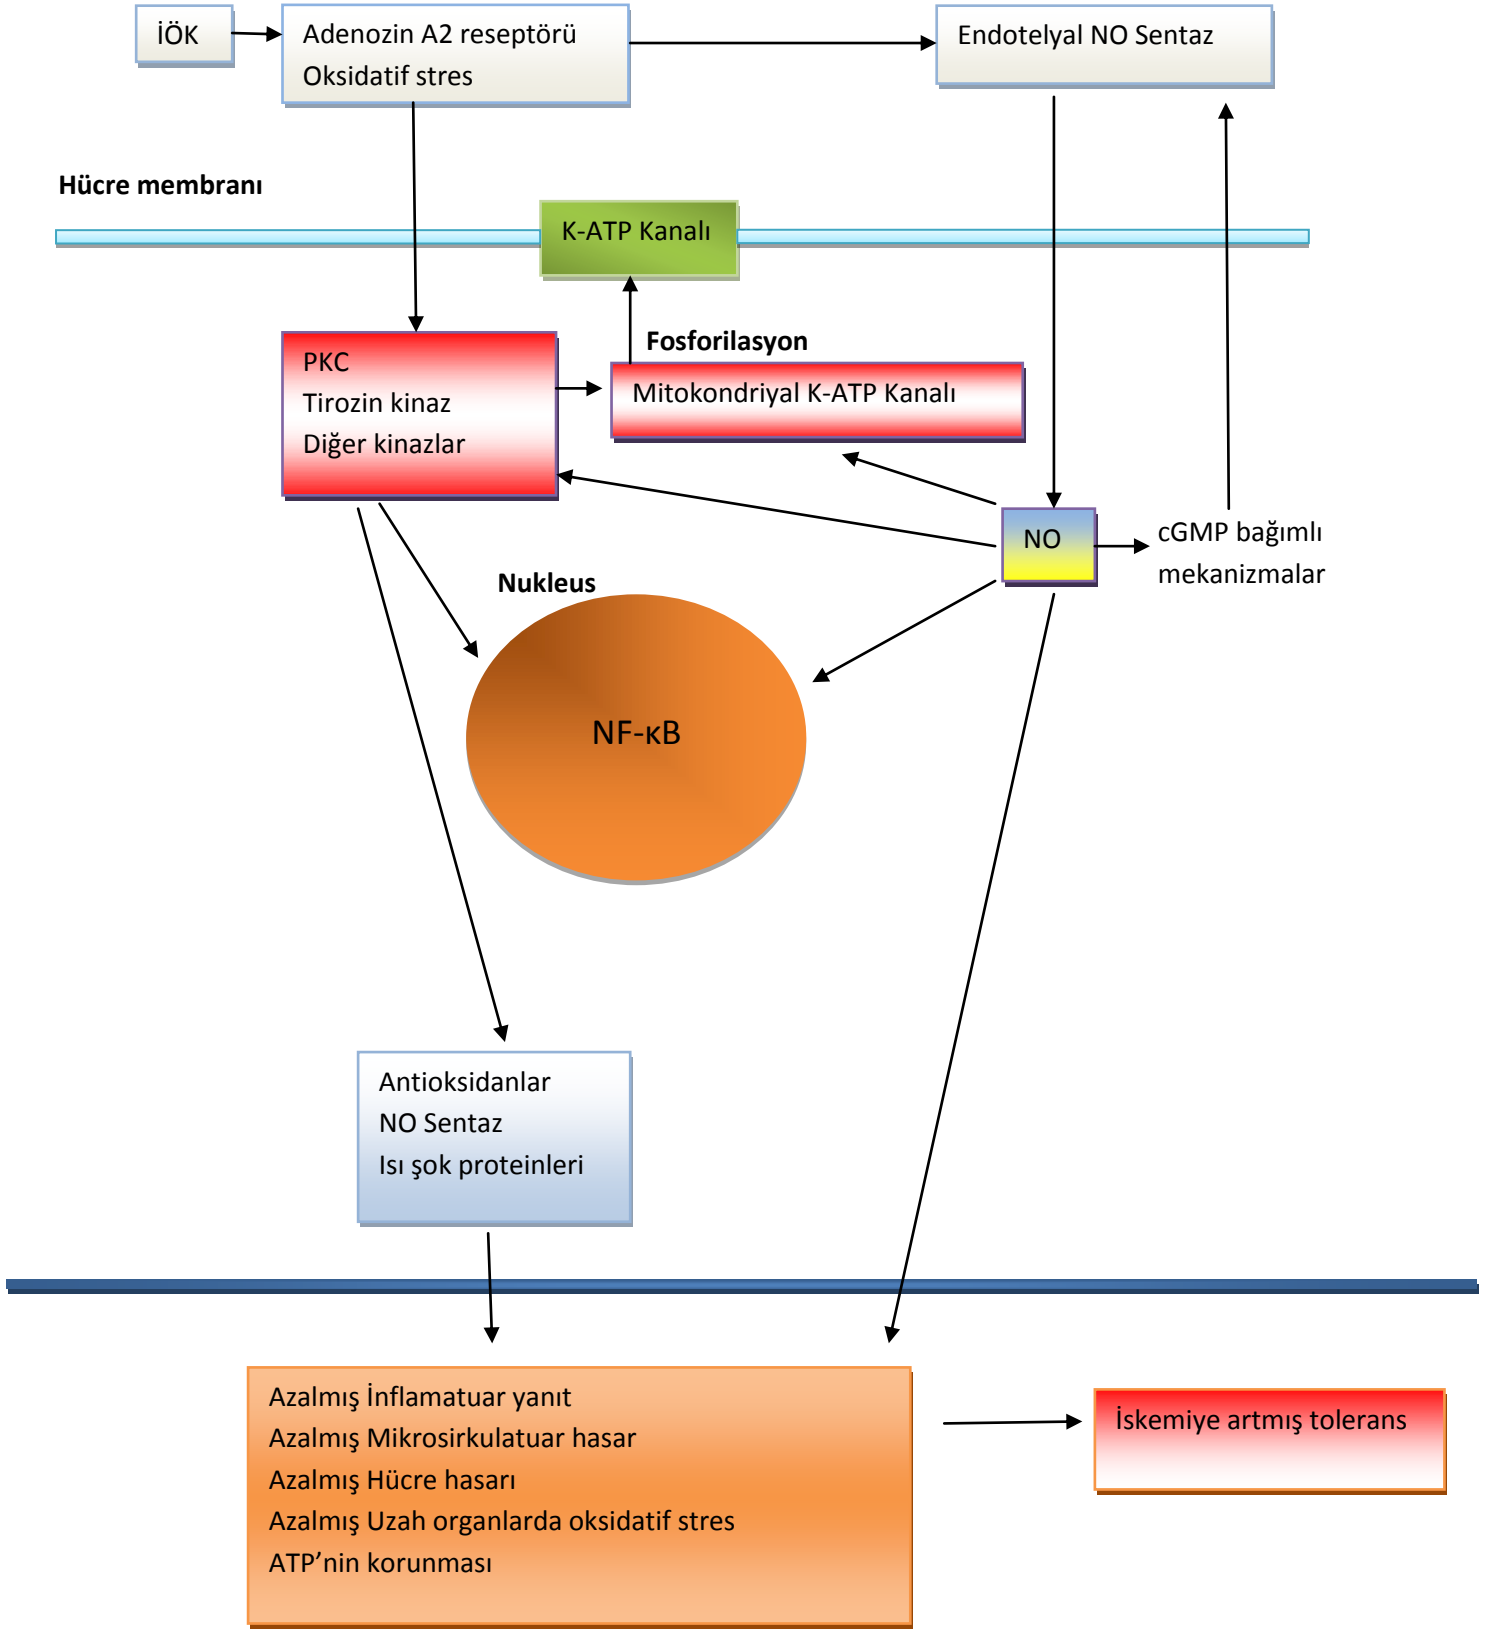 İÖK
Adenozin A2 reseptörü
Oksidatif stres
Endotelyal NO Sentaz
Hücre membranı
K-ATP Kanalı
Fosforilasyon
PKC
Tirozin kinaz
Diğer kinazlar
Mitokondriyal K-ATP Kanalı
NO
cGMP bağımlı
mekanizmalar
Nukleus
NF-κB
Antioksidanlar
NO Sentaz
Isı şok proteinleri
Azalmış İnflamatuar yanıt
Azalmış Mikrosirkulatuar hasar
Azalmış Hücre hasarı
Azalmış Uzah organlarda oksidatif stres
ATP’nin korunması
İskemiye artmış tolerans